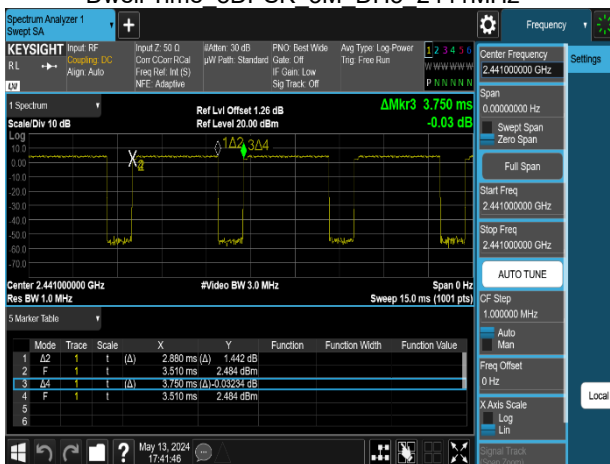 Spectrum Analyzer 1
Swept SA
+
Frequency
KEYSIGHT
RL
Input: RF
Coupling: DC
Align: Auto
Input Z: 50 Ω
Corr CCorr RCal
Freq Ref: Int (S)
NFE: Adaptive
#Atten: 30 dB
µW Path: Standard
PNO: Best Wide
Gate: Off
IF Gain: Low
Sig Track: Off
Avg Type: Log-Power
Trig: Free Run
1 2 3 4 5 6
W W W W W W
P N N N N N
1 Spectrum
Scale/Div 10 dB
Ref Lvl Offset 1.26 dB
Ref Level 20.00 dBm
ΔMkr3 3.750 ms
-0.03 dB
Log
10.0
0.00
-10.0
-20.0
-30.0
-40.0
-50.0
-60.0
-70.0
X2
1Δ2
3Δ4
Center 2.441000000 GHz
Res BW 1.0 MHz
#Video BW 3.0 MHz
Span 0 Hz
Sweep 15.0 ms (1001 pts)
5 Marker Table
Mode Trace Scale X Y Function Function Width Function Value
1 Δ2 1 t (Δ) 2.880 ms (Δ) 1.442 dB
2 F 1 t 3.510 ms 2.484 dBm
3 Δ4 1 t (Δ) 3.750 ms (Δ) -0.03234 dB
4 F 1 t 3.510 ms 2.484 dBm
5
6
Center Frequency
2.441000000 GHz
Settings
Span
0.00000000 Hz
Swept Span
Zero Span
Full Span
Start Freq
2.441000000 GHz
Stop Freq
2.441000000 GHz
AUTO TUNE
CF Step
1.000000 MHz
Auto
Man
Freq Offset
0 Hz
X Axis Scale
Log
Lin
Signal Track
(Span Zoom)
Local
?
May 13, 2024
17:41:46